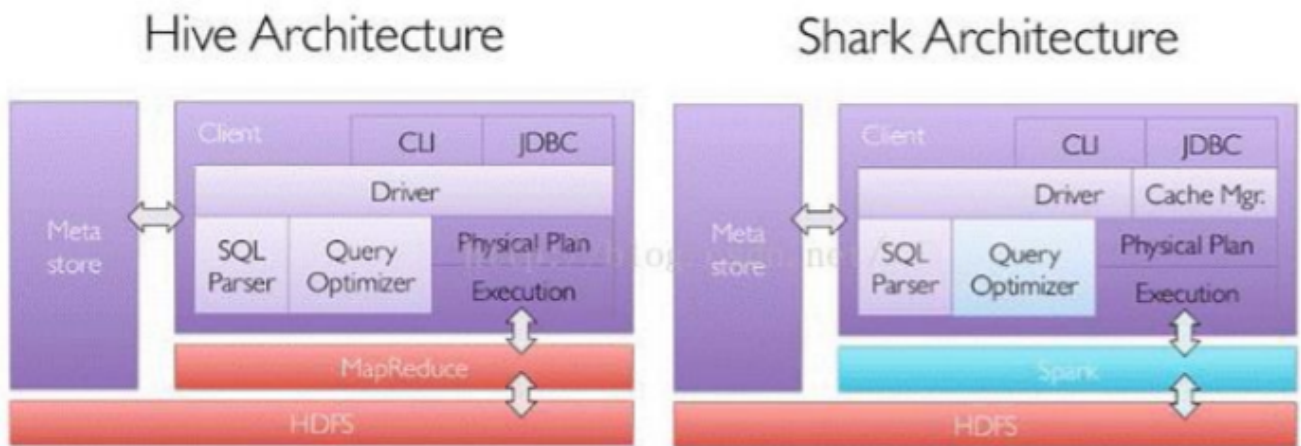 Hive Architecture
Client
CLI
JDBC
Driver
Meta
store
SQL
Parser
Query
Optimizer
Physical Plan
Execution
MapReduce
HDFS
Shark Architecture
Client
CLI
JDBC
Driver
Cache Mgr.
Meta
store
SQL
Parser
Query
Optimizer
Physical Plan
Execution
Spark
HDFS